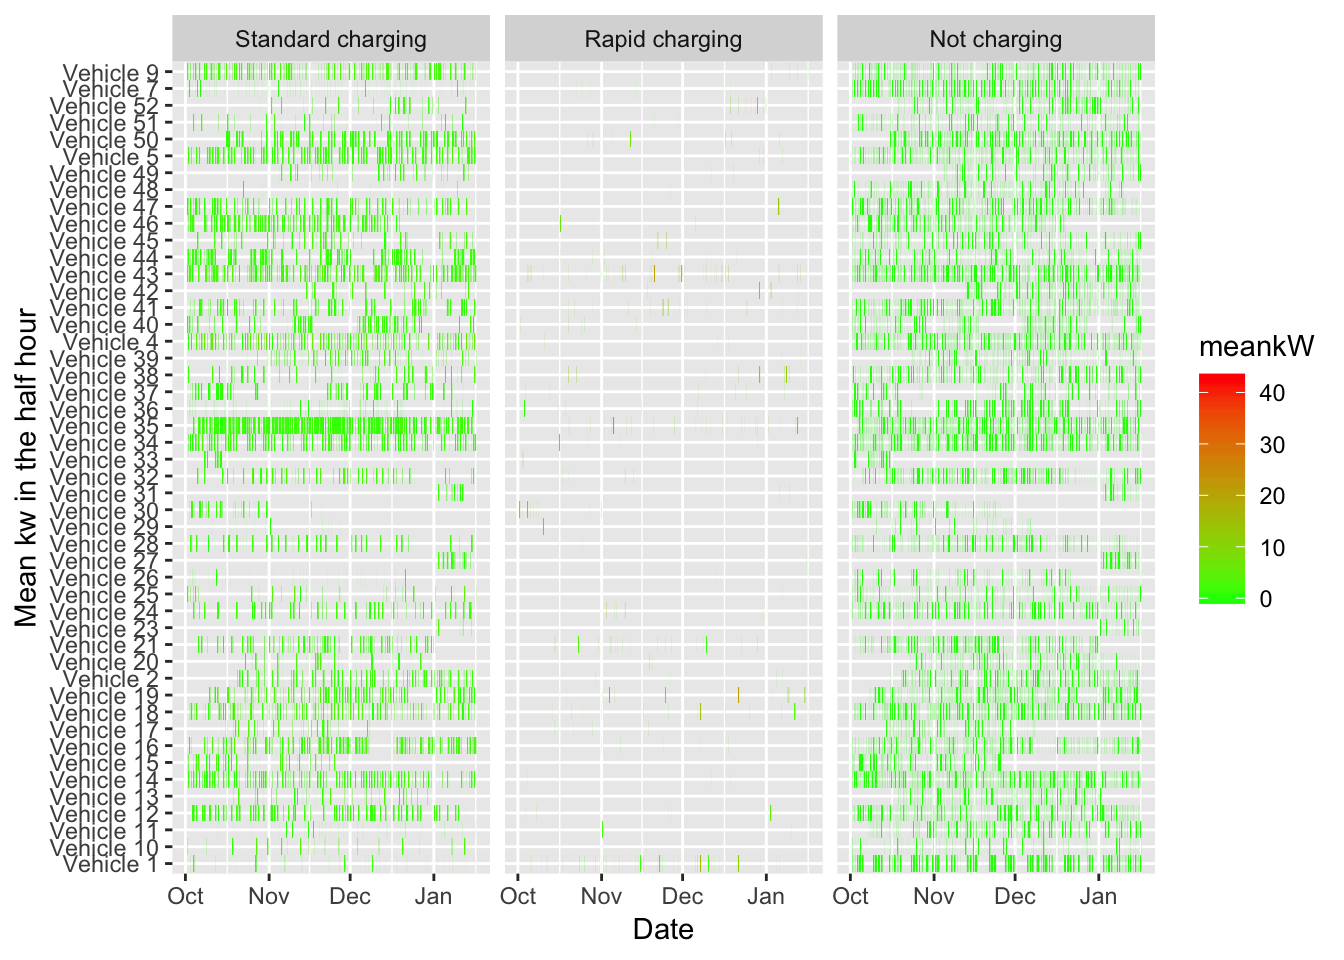 Standard charging
Rapid charging
Not charging
Mean kw in the half hour
Vehicle 9
Vehicle 7
Vehicle 52
Vehicle 51
Vehicle 50
Vehicle 5
Vehicle 49
Vehicle 48
Vehicle 47
Vehicle 46
Vehicle 45
Vehicle 44
Vehicle 43
Vehicle 42
Vehicle 41
Vehicle 40
Vehicle 4
Vehicle 39
Vehicle 38
Vehicle 37
Vehicle 36
Vehicle 35
Vehicle 34
Vehicle 33
Vehicle 32
Vehicle 31
Vehicle 30
Vehicle 29
Vehicle 28
Vehicle 27
Vehicle 26
Vehicle 25
Vehicle 24
Vehicle 23
Vehicle 21
Vehicle 20
Vehicle 2
Vehicle 19
Vehicle 18
Vehicle 17
Vehicle 16
Vehicle 15
Vehicle 14
Vehicle 13
Vehicle 12
Vehicle 11
Vehicle 10
Vehicle 1
Oct Nov Dec Jan
Oct Nov Dec Jan
Oct Nov Dec Jan
Date
meankW
40
30
20
10
0